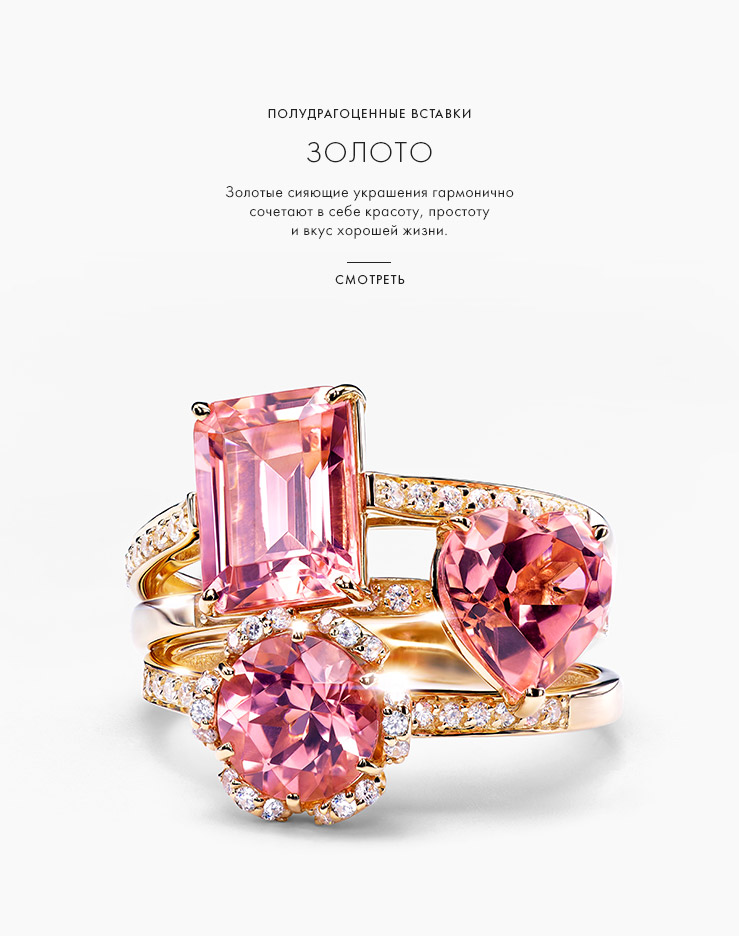 ПОЛУДРАГОЦЕННЫЕ ВСТАВКИ
ЗОЛОТО
Золотые сияющие украшения гармонично
сочетают в себе красоту, простоту
и вкус хорошей жизни.
СМОТРЕТЬ